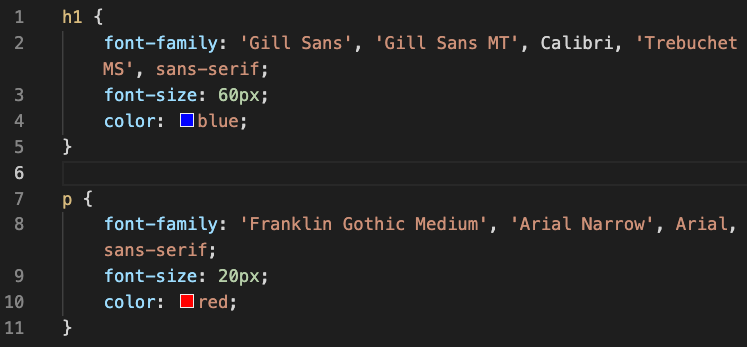 1 h1 {
2 font-family: 'Gill Sans', 'Gill Sans MT', Calibri, 'Trebuchet
MS', sans-serif;
3 font-size: 60px;
4 color: blue;
5 }
6
7 p {
8 font-family: 'Franklin Gothic Medium', 'Arial Narrow', Arial,
sans-serif;
9 font-size: 20px;
10 color: red;
11 }